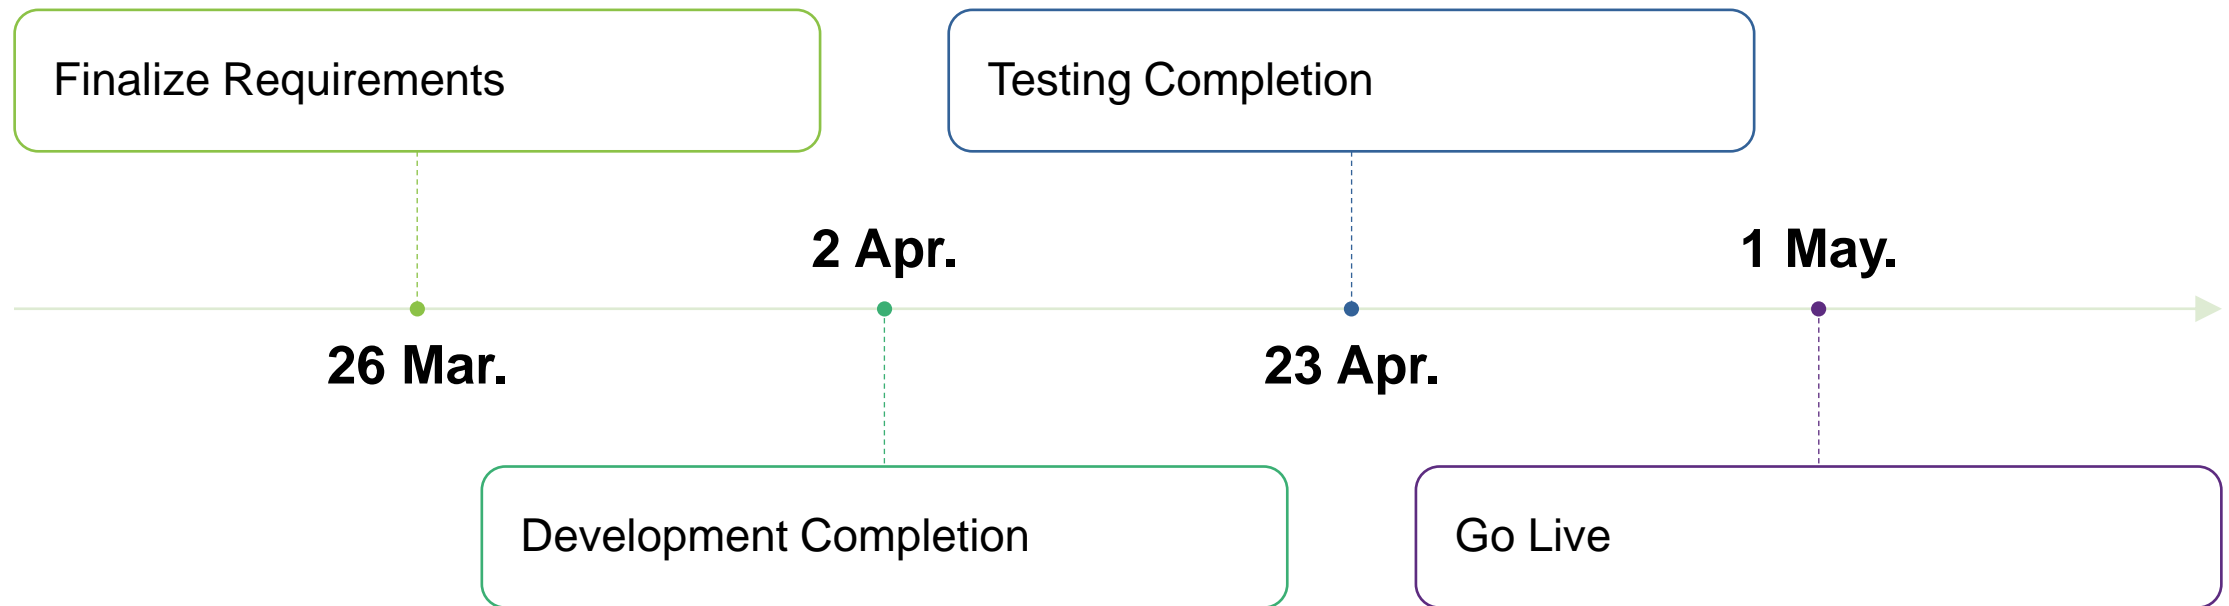 Finalize Requirements
Testing Completion
2 Apr.
1 May.
26 Mar.
23 Apr.
Development Completion
Go Live